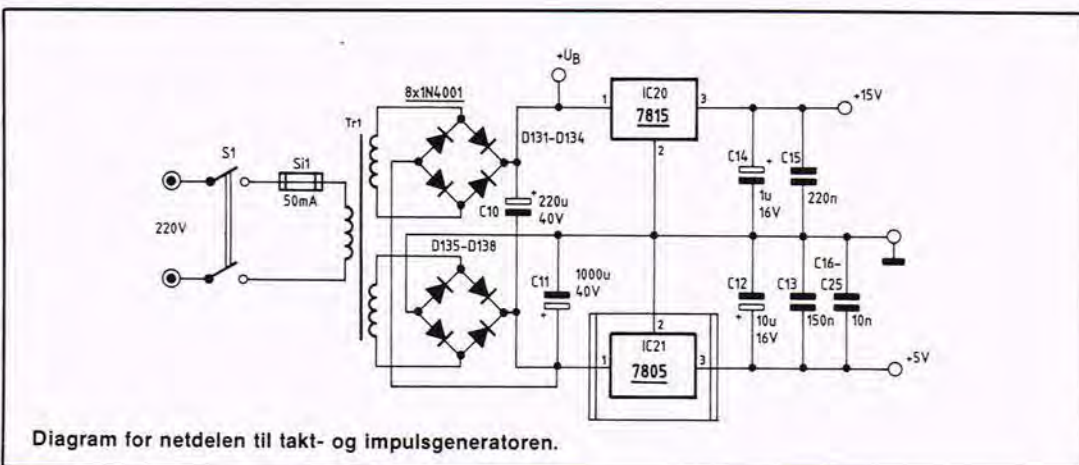 +UB
8x1N4001
IC20
7815
1
3
2
+15V
Tr1
D131-D134
S1
Si1
50mA
220V
C10
+
220u
40V
C14
+
1u
16V
C15
220n
D135-D138
C11
1000u
40V
+
C12
10u
+
16V
C13
150n
C16-
C25
10n
2
IC21
7805
1
3
+5V
Diagram for netdelen til takt- og impulsgeneratoren.